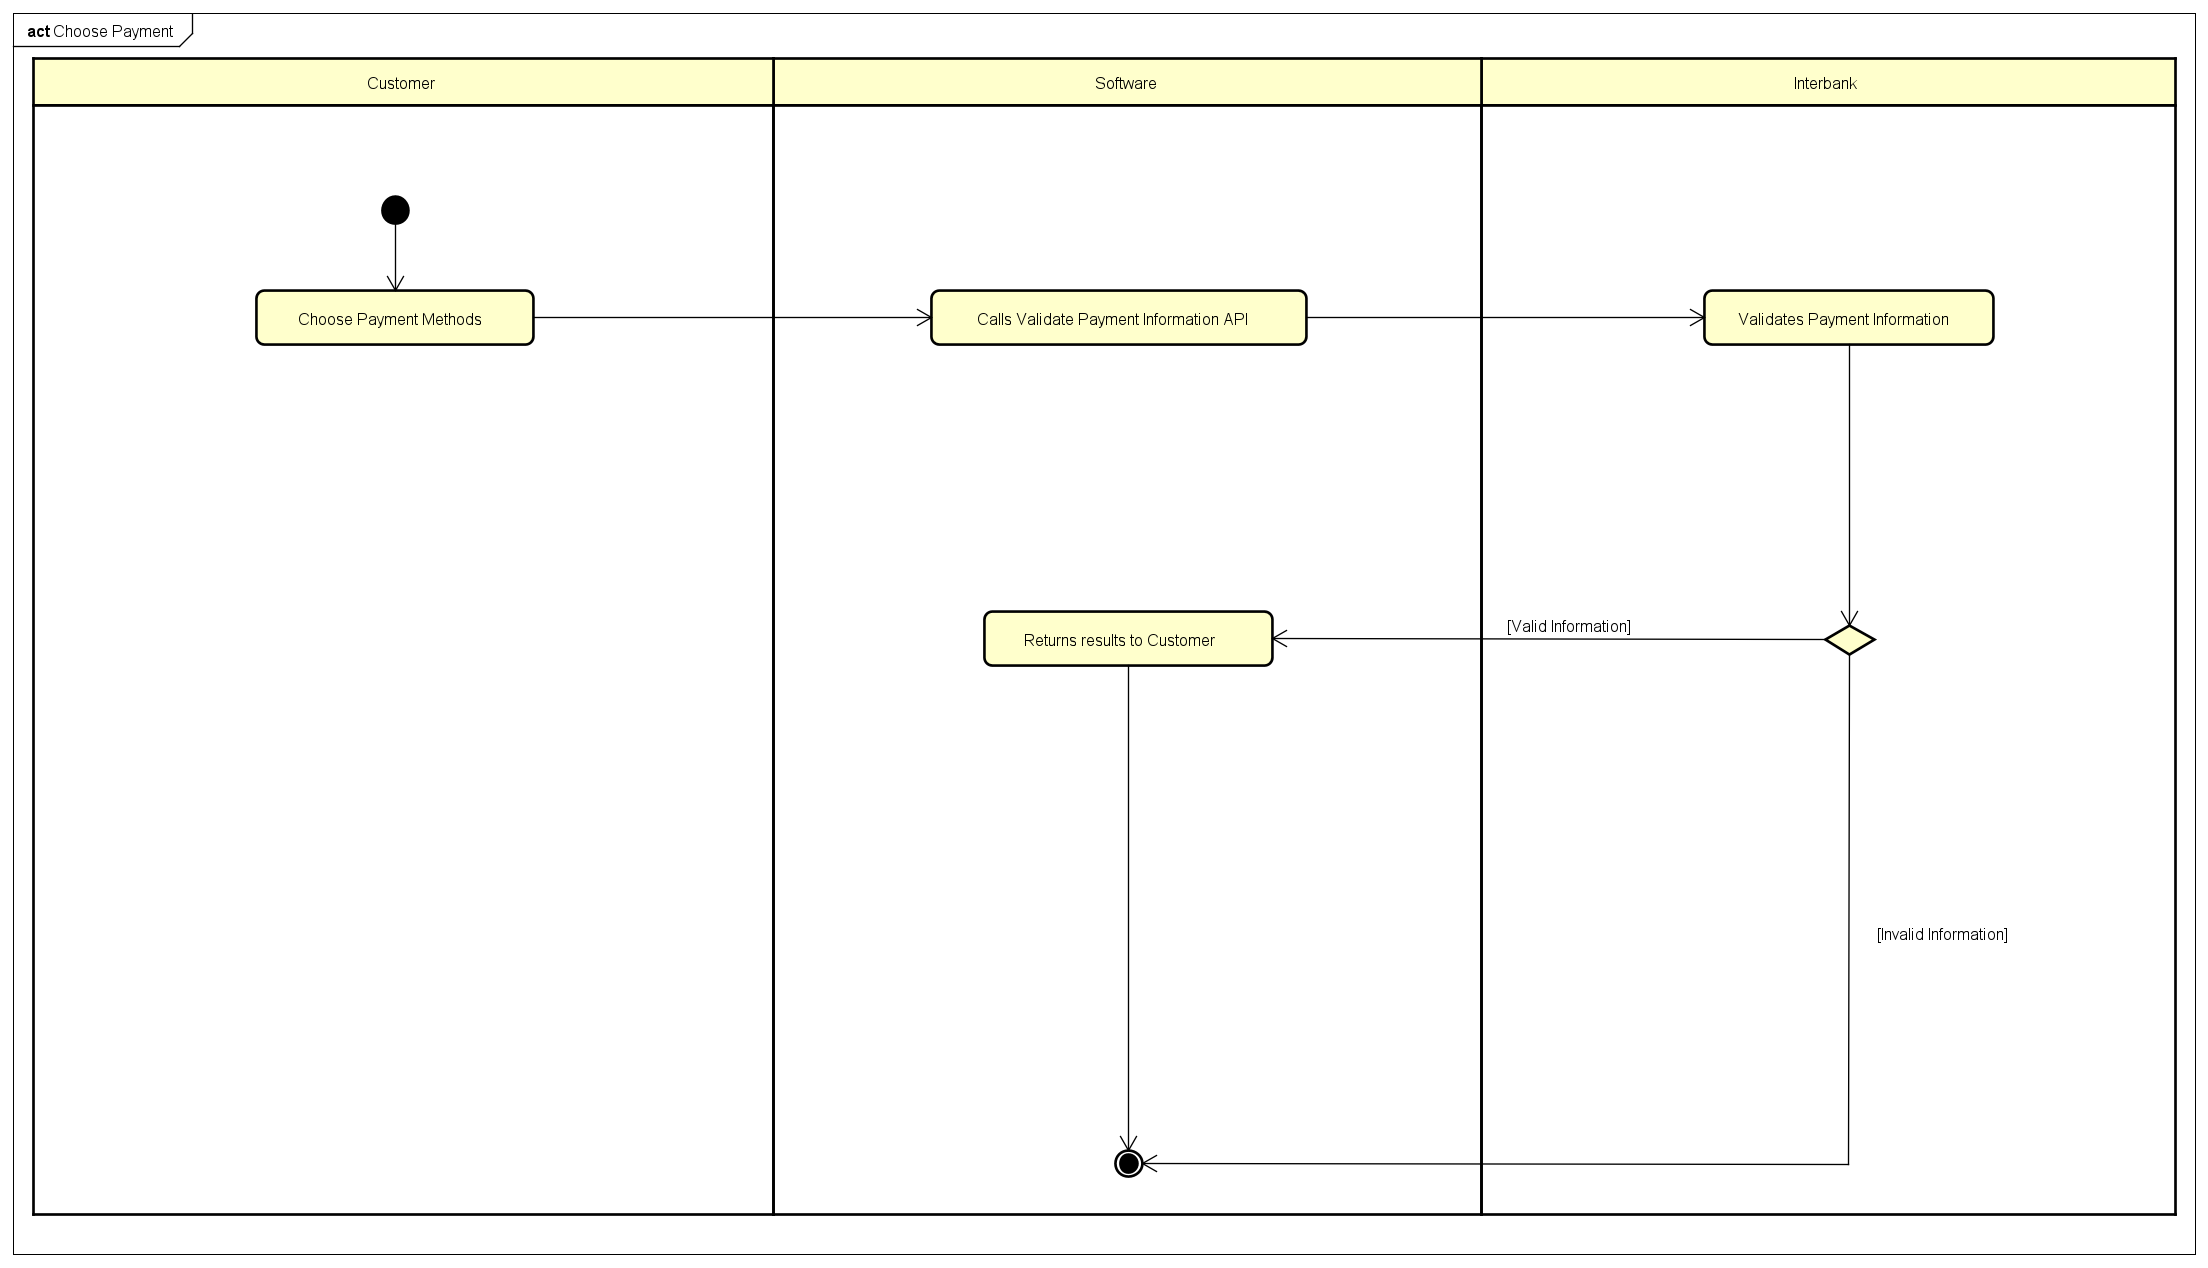 act Choose Payment
Customer
Software
Interbank
Choose Payment Methods
Calls Validate Payment Information API
Validates Payment Information
Returns results to Customer
[Valid Information]
[Invalid Information]